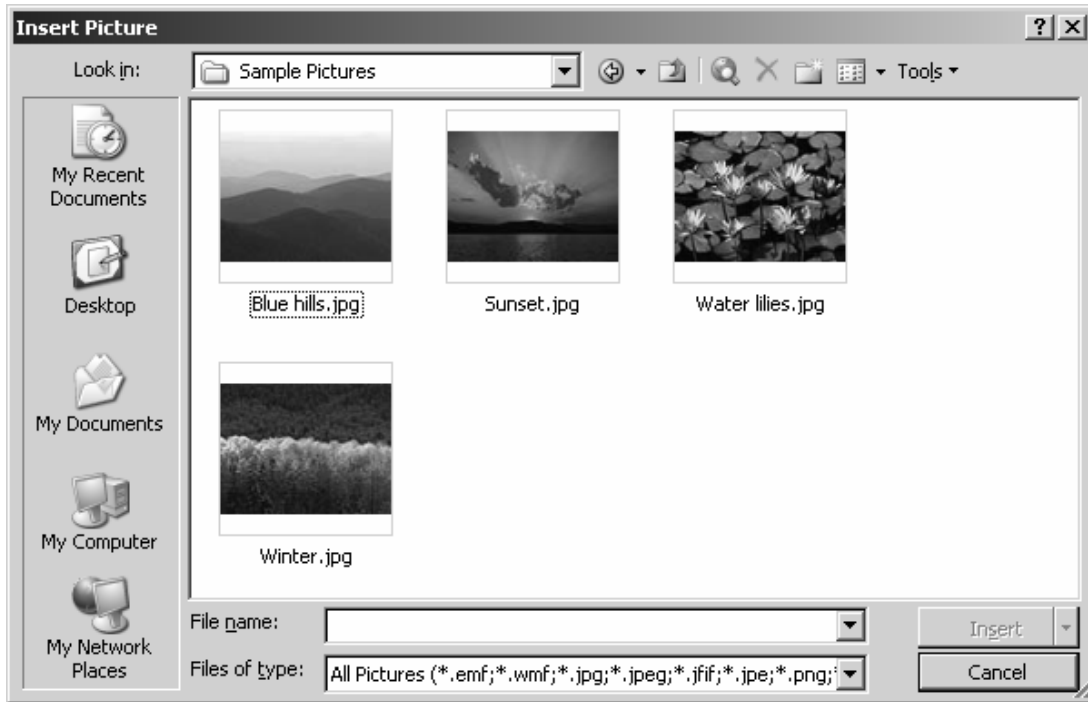 Insert Picture
Look in:
Sample Pictures
Tools
My Recent
Documents
Desktop
My Documents
My Computer
My Network
Places
Blue hills.jpg
Sunset.jpg
Water lilies.jpg
Winter.jpg
File name:
Insert
Files of type:
All Pictures (*.emf;*.wmf;*.jpg;*.jpeg;*.jfif;*.jpe;*.png;*
Cancel